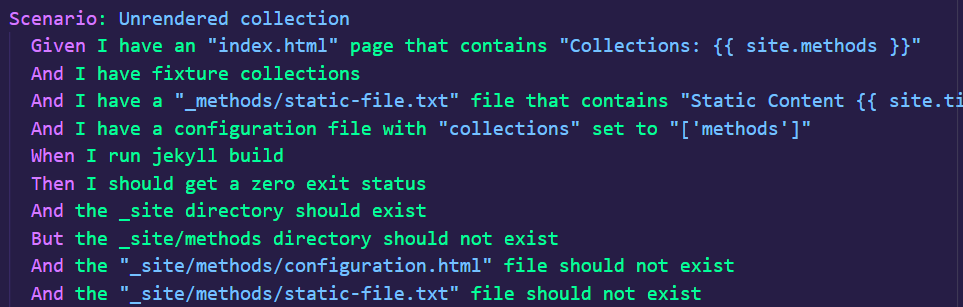 Scenario: Unrendered collection
Given I have an "index.html" page that contains "Collections: {{ site.methods }}"
And I have fixture collections
And I have a "_methods/static-file.txt" file that contains "Static Content {{ site.ti
And I have a configuration file with "collections" set to "['methods']"
When I run jekyll build
Then I should get a zero exit status
And the _site directory should exist
But the _site/methods directory should not exist
And the "_site/methods/configuration.html" file should not exist
And the "_site/methods/static-file.txt" file should not exist